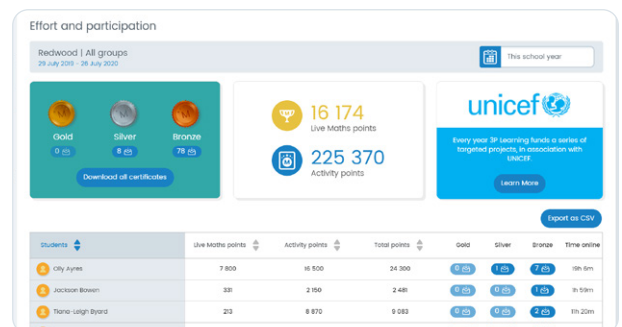 Effort and participation
Redwood | All groups
29 July 2019 - 28 July 2020
This school year
Gold
Silver
Bronze
0
8
78
Download all certificates
16 174
Live Maths points
225 370
Activity points
unicef
Every year 3P Learning funds a series of
targeted projects, in association with
UNICEF.
Learn More
Export as CSV
Students Live Maths points Activity points Total points Gold Silver Bronze Time online
Olly Ayres 7 800 16 500 24 300 0 1 7 19h 6m
Jackson Bowen 331 2 150 2 481 0 0 1 1h 59m
Tiana-Leigh Byard 213 8 870 9 083 0 0 2 11h 20m